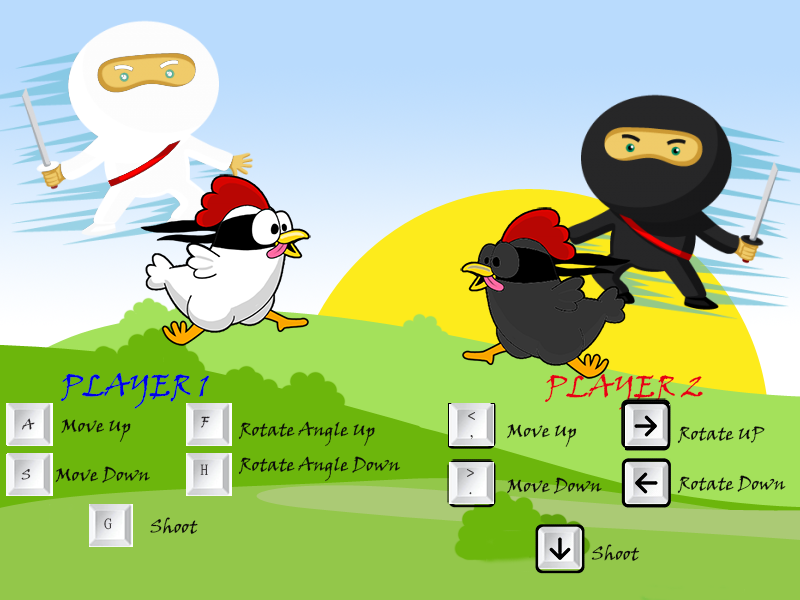 PLAYER 1
A Move Up
F Rotate Angle Up
S Move Down
H Rotate Angle Down
G Shoot
PLAYER 2
< , Move Up
→ Rotate UP
> . Move Down
← Rotate Down
↓ Shoot